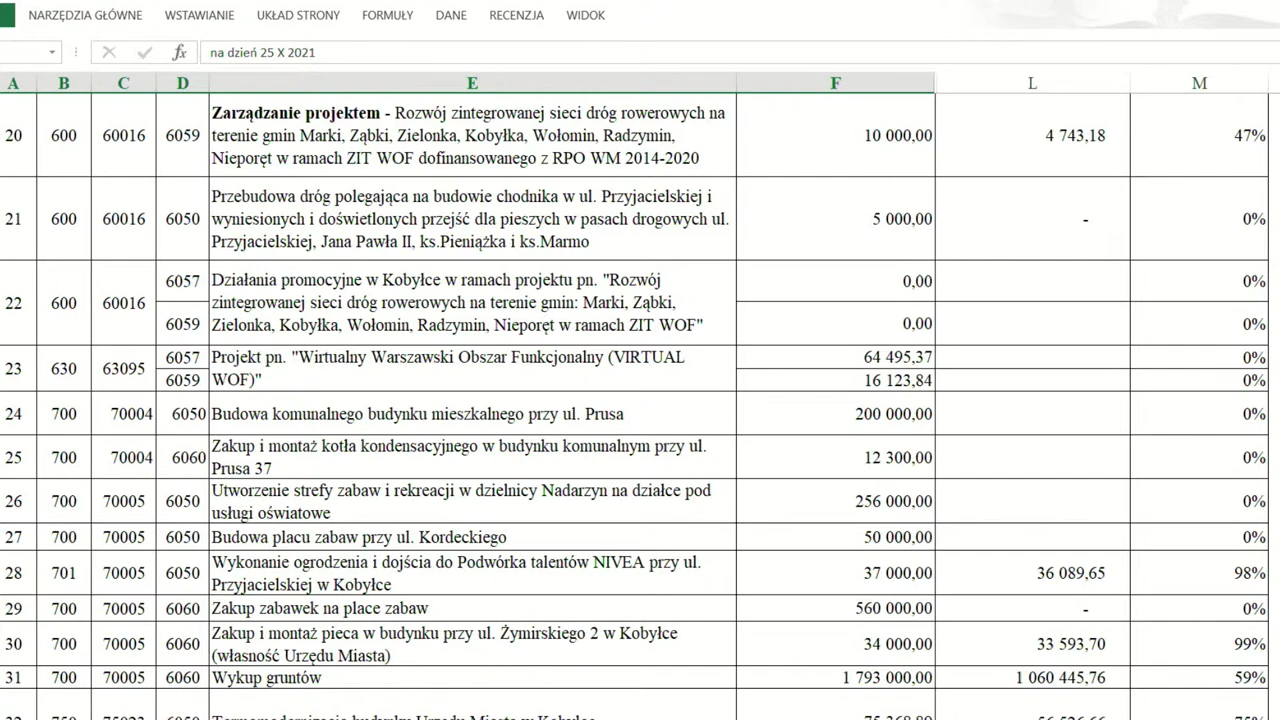 NARZĘDZIA GŁÓWNE WSTAWIANIE UKŁAD STRONY FORMUŁY DANE RECENZJA WIDOK
fx na dzień 25 X 2021
A B C D E F L M
20 600 60016 6059 Zarządzanie projektem - Rozwój zintegrowanej sieci dróg rowerowych na terenie gmin Marki, Ząbki, Zielonka, Kobyłka, Wołomin, Radzymin, Nieporęt w ramach ZIT WOF dofinansowanego z RPO WM 2014-2020 10 000,00 4 743,18 47%
21 600 60016 6050 Przebudowa dróg polegająca na budowie chodnika w ul. Przyjacielskiej i wyniesionych i doświetlonych przejść dla pieszych w pasach drogowych ul. Przyjacielskiej, Jana Pawła II, ks.Pieniążka i ks.Marmo 5 000,00 - 0%
22 600 60016 6057 Działania promocyjne w Kobyłce w ramach projektu pn. "Rozwój zintegrowanej sieci dróg rowerowych na terenie gmin: Marki, Ząbki, Zielonka, Kobyłka, Wołomin, Radzymin, Nieporęt w ramach ZIT WOF" 0,00 0%
6059 0,00 0%
23 630 63095 6057 Projekt pn. "Wirtualny Warszawski Obszar Funkcjonalny (VIRTUAL WOF)" 64 495,37 0%
6059 16 123,84 0%
24 700 70004 6050 Budowa komunalnego budynku mieszkalnego przy ul. Prusa 200 000,00 0%
25 700 70004 6060 Zakup i montaż kotła kondensacyjnego w budynku komunalnym przy ul. Prusa 37 12 300,00 0%
26 700 70005 6050 Utworzenie strefy zabaw i rekreacji w dzielnicy Nadarzyn na działce pod usługi oświatowe 256 000,00 0%
27 700 70005 6050 Budowa placu zabaw przy ul. Kordeckiego 50 000,00 0%
28 701 70005 6050 Wykonanie ogrodzenia i dojścia do Podwórka talentów NIVEA przy ul. Przyjacielskiej w Kobyłce 37 000,00 36 089,65 98%
29 700 70005 6060 Zakup zabawek na place zabaw 560 000,00 - 0%
30 700 70005 6060 Zakup i montaż pieca w budynku przy ul. Żymirskiego 2 w Kobyłce (własność Urzędu Miasta) 34 000,00 33 593,70 99%
31 700 70005 6060 Wykup gruntów 1 793 000,00 1 060 445,76 59%